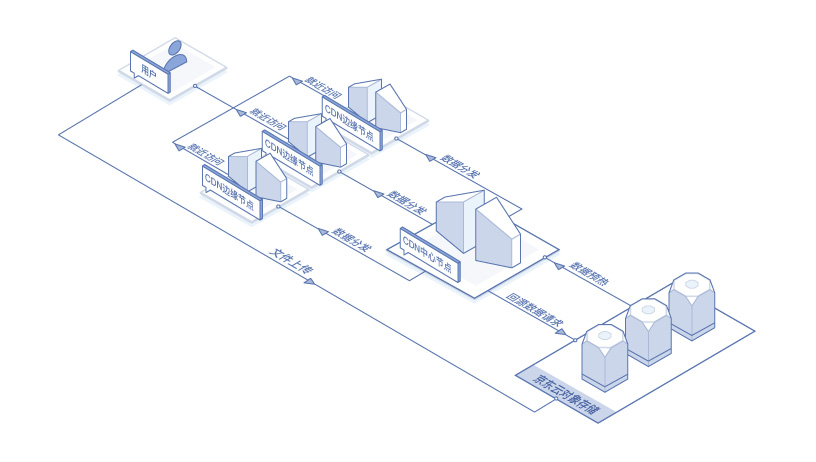 用户
就近访问
CDN边缘节点
就近访问
CDN边缘节点
就近访问
CDN边缘节点
数据分发
数据分发
数据分发
CDN中心节点
文件上传
数据预热
回源数据请求
京东云对象存储